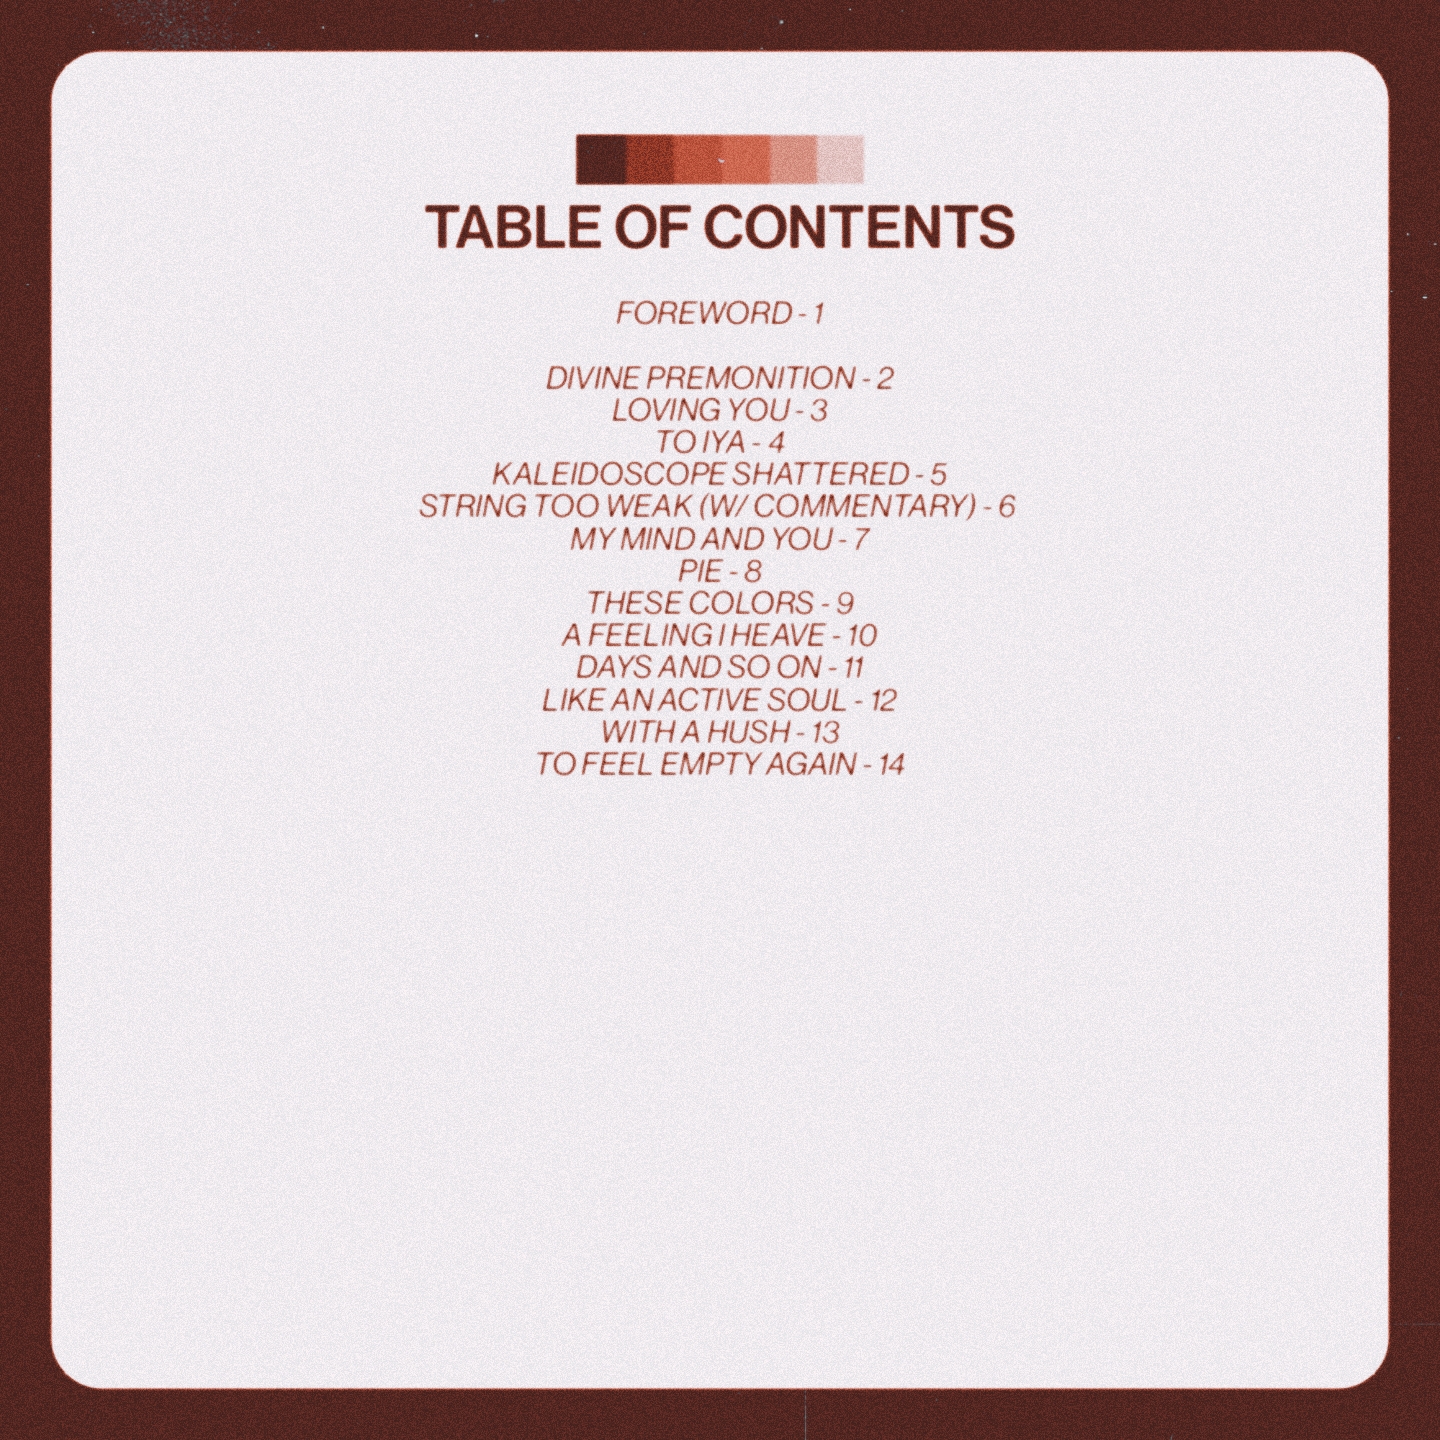 TABLE OF CONTENTS
FOREWORD - 1
DIVINE PREMONITION - 2
LOVING YOU - 3
TO IYA - 4
KALEIDOSCOPE SHATTERED - 5
STRING TOO WEAK (W/ COMMENTARY) - 6
MY MIND AND YOU - 7
PIE - 8
THESE COLORS - 9
A FEELING I HEAVE - 10
DAYS AND SO ON - 11
LIKE AN ACTIVE SOUL - 12
WITH A HUSH - 13
TO FEEL EMPTY AGAIN - 14